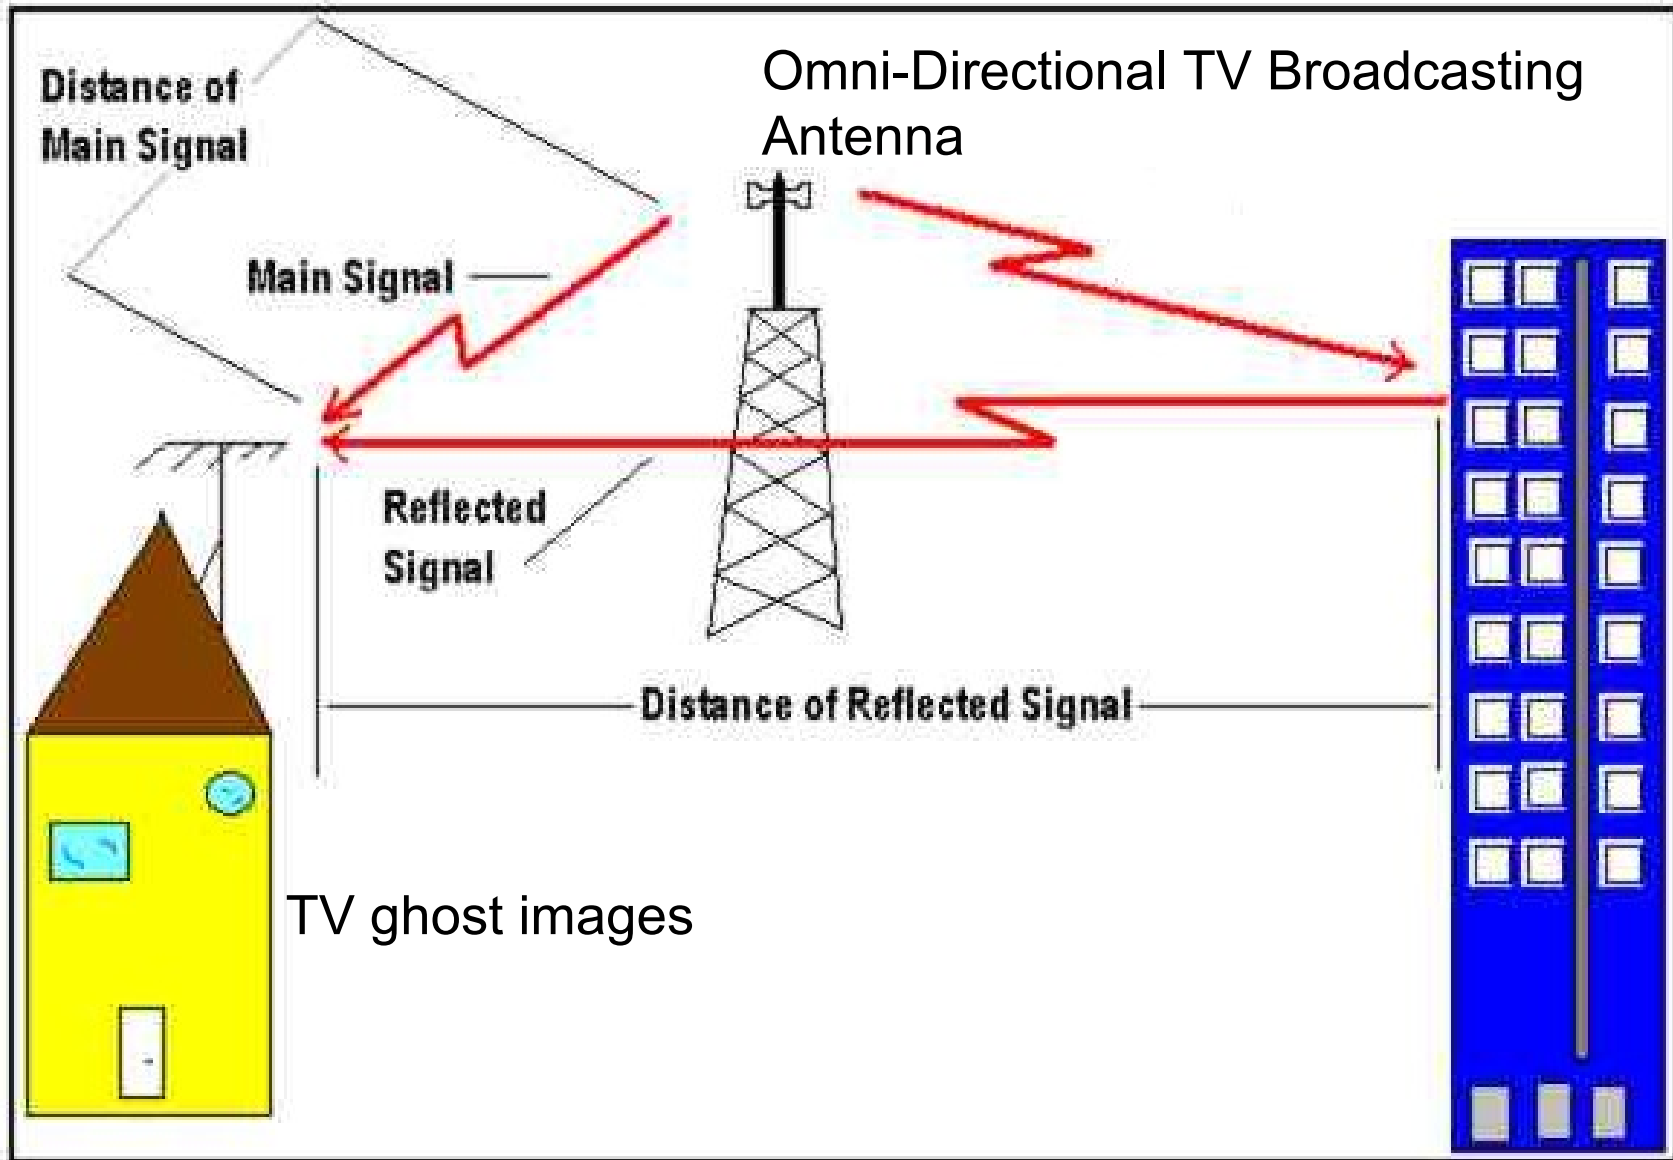 Distance of
Main Signal
Omni-Directional TV Broadcasting
Antenna
Main Signal
Reflected
Signal
Distance of Reflected Signal
TV ghost images